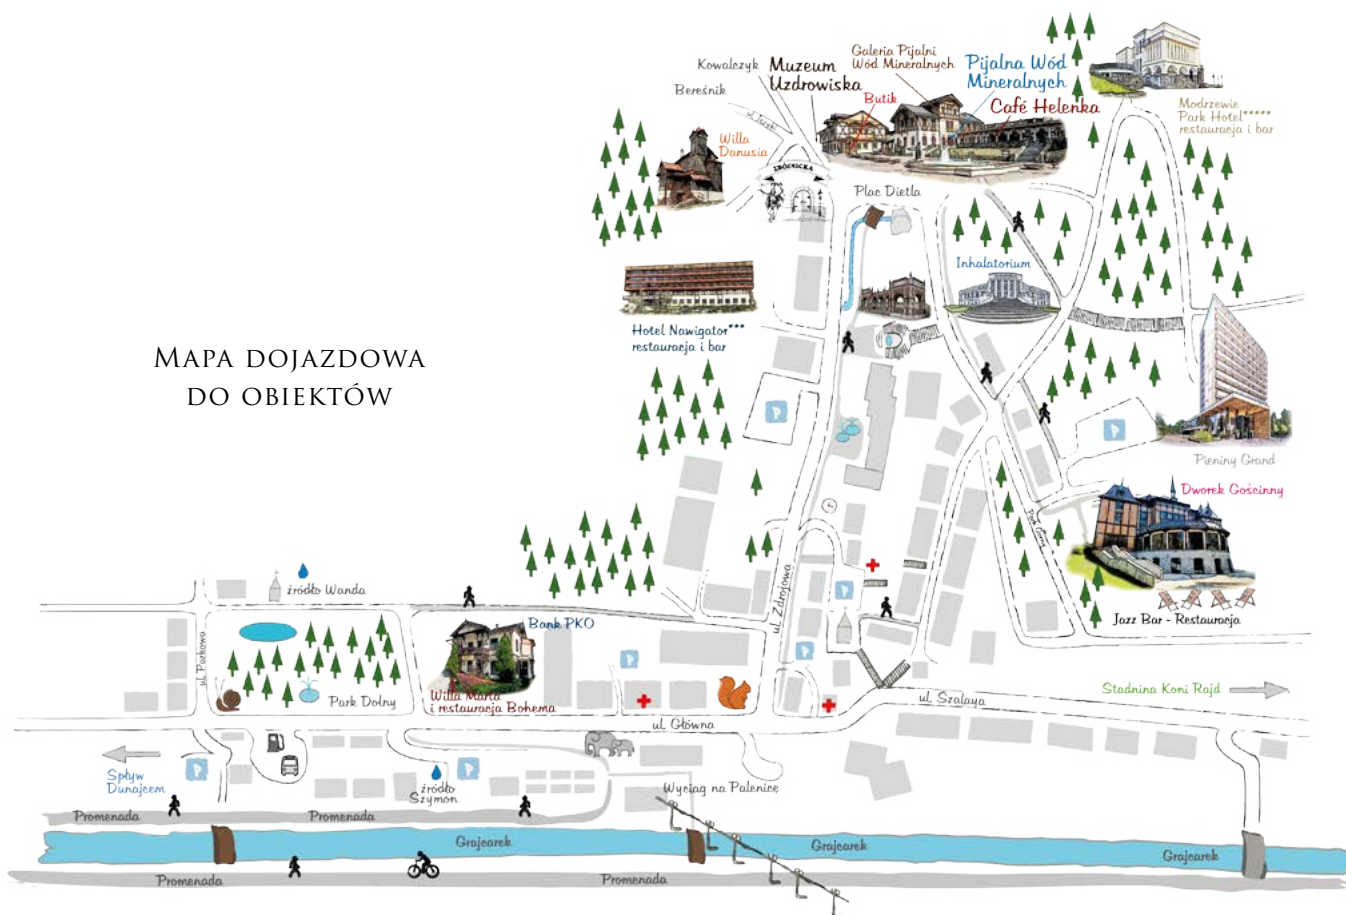 Kowalczyk
Bereśnik
Muzeum
Uzdrowiska
Galeria Pijalni
Wód Mineralnych
Butik
Pijalna Wód
Mineralnych
Café Helenka
Modrzewie
Park Hotel*****
restauracja i bar
Willa
Danusia
Plac Dietla
Inhalatorium
Hotel Nawigator***
restauracja i bar
MAPA DOJAZDOWA
DO OBIEKTÓW
P
P
Pieniny Grand
Dworek Gościnny
Park Górny
Jazz Bar - Restauracja
źródło Wanda
ul. Zdrojowa
P
P
P
Bank PKO
ul. Parkowa
Park Dolny
Willa Marta
i restauracja Bohema
ul. Główna
ul. Szalaya
Stadnina Koni Rajd
Spływ
Dunajcem
P
P
źródło
Szymon
Wyciąg na Palenicę
Promenada
Promenada
Grajcarek
Grajcarek
Grajcarek
Promenada
Promenada